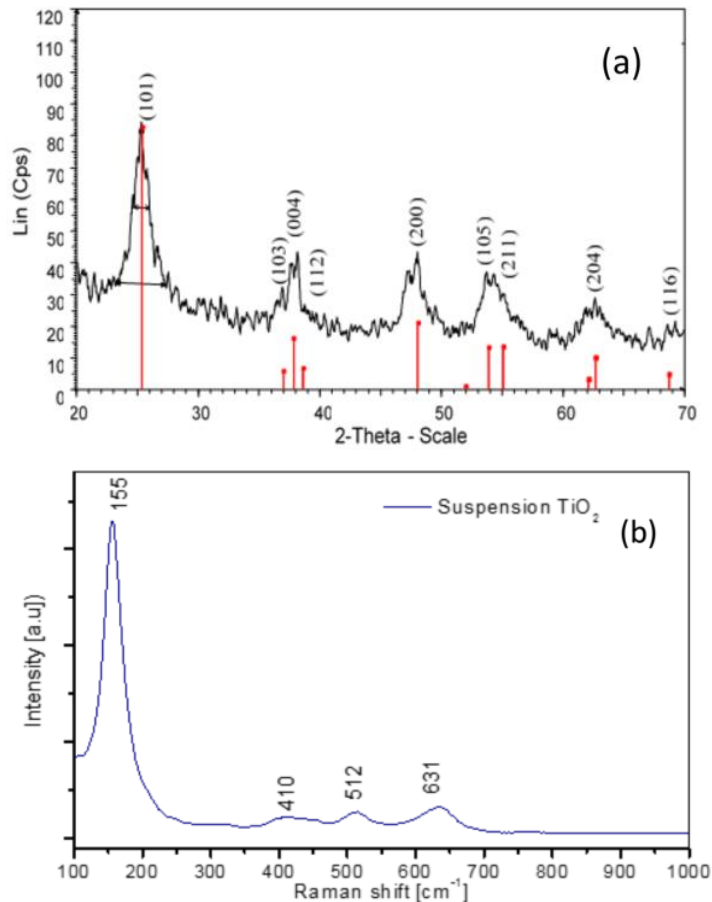 120
110
100
90
80
70
60
50
40
30
20
10
0
Lin (Cps)
(a)
(101)
(103)
(004)
(112)
(200)
(105)
(211)
(204)
(116)
20 30 40 50 60 70
2-Theta - Scale
Intensity [a.u])
155
410
512
631
Suspension TiO₂
(b)
100 200 300 400 500 600 700 800 900 1000
Raman shift [cm⁻¹]